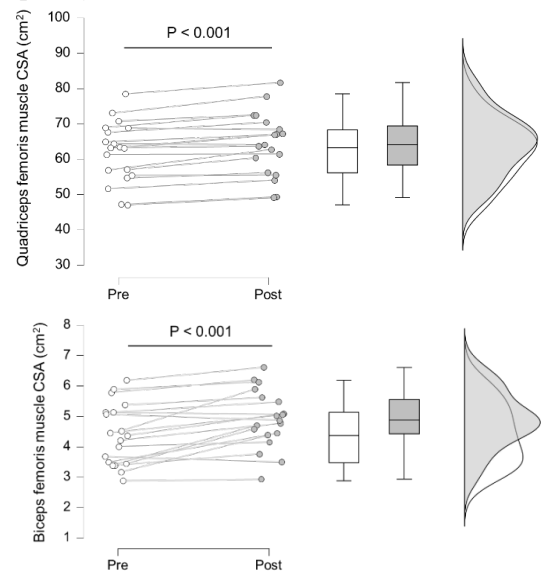 Quadriceps femoris muscle CSA (cm²)
100
90
80
70
60
50
40
30
P < 0.001
Pre
Post
Biceps femoris muscle CSA (cm²)
8
7
6
5
4
3
2
1
P < 0.001
Pre
Post